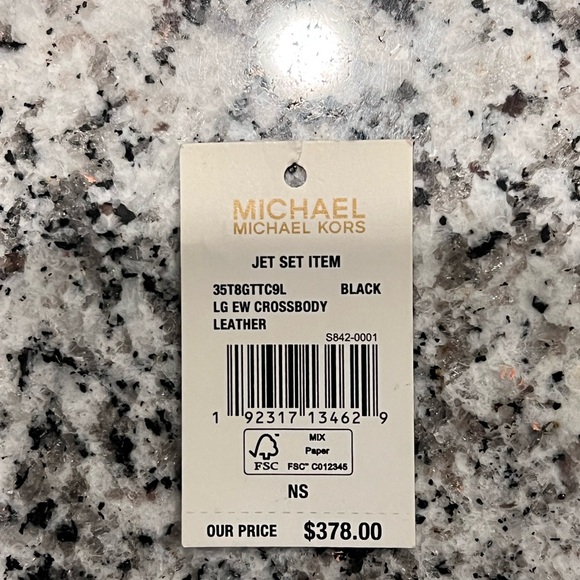 MICHAEL
MICHAEL KORS
JET SET ITEM
35T8GTTC9L BLACK
LG EW CROSSBODY
LEATHER
S842-0001
1 92317 13462 9
FSC
MIX
Paper
FSC™ C012345
NS
OUR PRICE $378.00